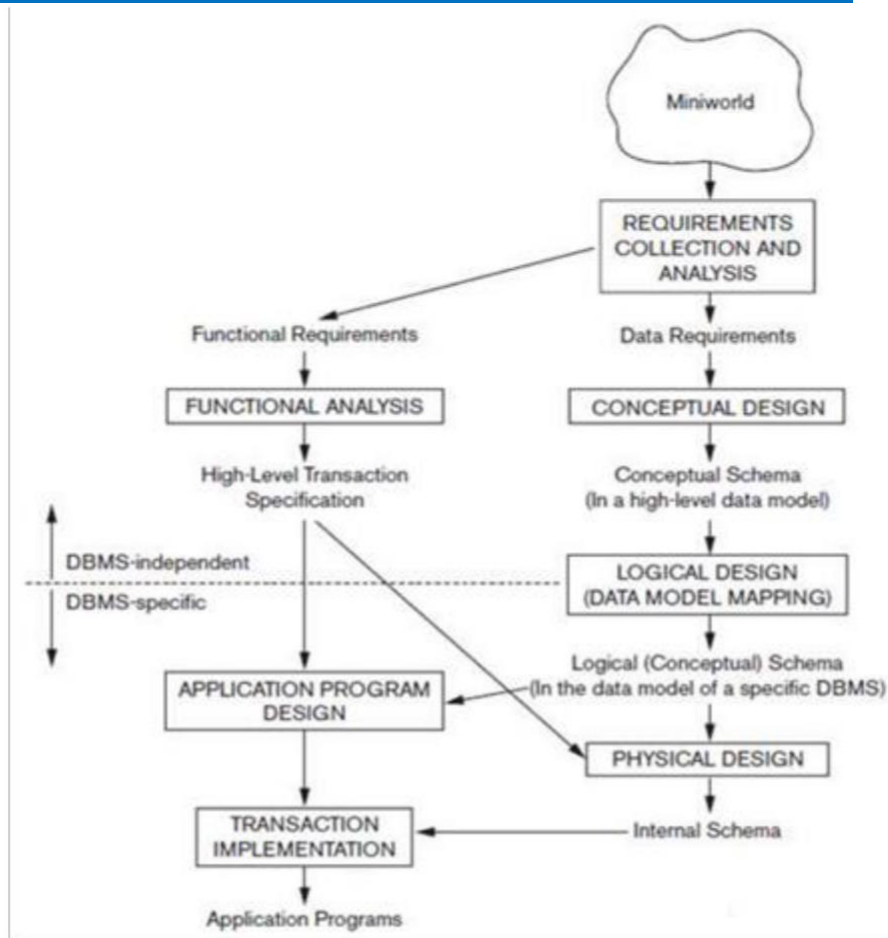 Miniworld
REQUIREMENTS
COLLECTION AND
ANALYSIS
Functional Requirements
Data Requirements
FUNCTIONAL ANALYSIS
CONCEPTUAL DESIGN
High-Level Transaction
Specification
Conceptual Schema
(In a high-level data model)
DBMS-independent
DBMS-specific
LOGICAL DESIGN
(DATA MODEL MAPPING)
Logical (Conceptual) Schema
(In the data model of a specific DBMS)
APPLICATION PROGRAM
DESIGN
PHYSICAL DESIGN
TRANSACTION
IMPLEMENTATION
Internal Schema
Application Programs